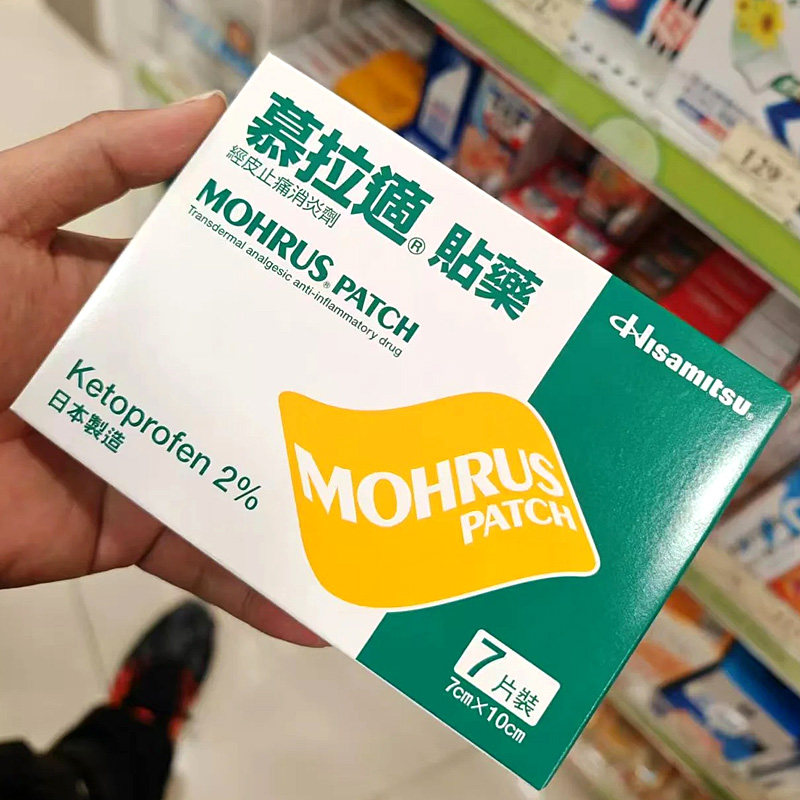 慕拉適® 貼藥
經皮止痛消炎劑
MOHRUS® PATCH
Transdermal analgesic anti-inflammatory drug
Ketoprofen 2%
日本製造
Hisamitsu®
MOHRUS
PATCH
7片裝
7cm×10cm
129